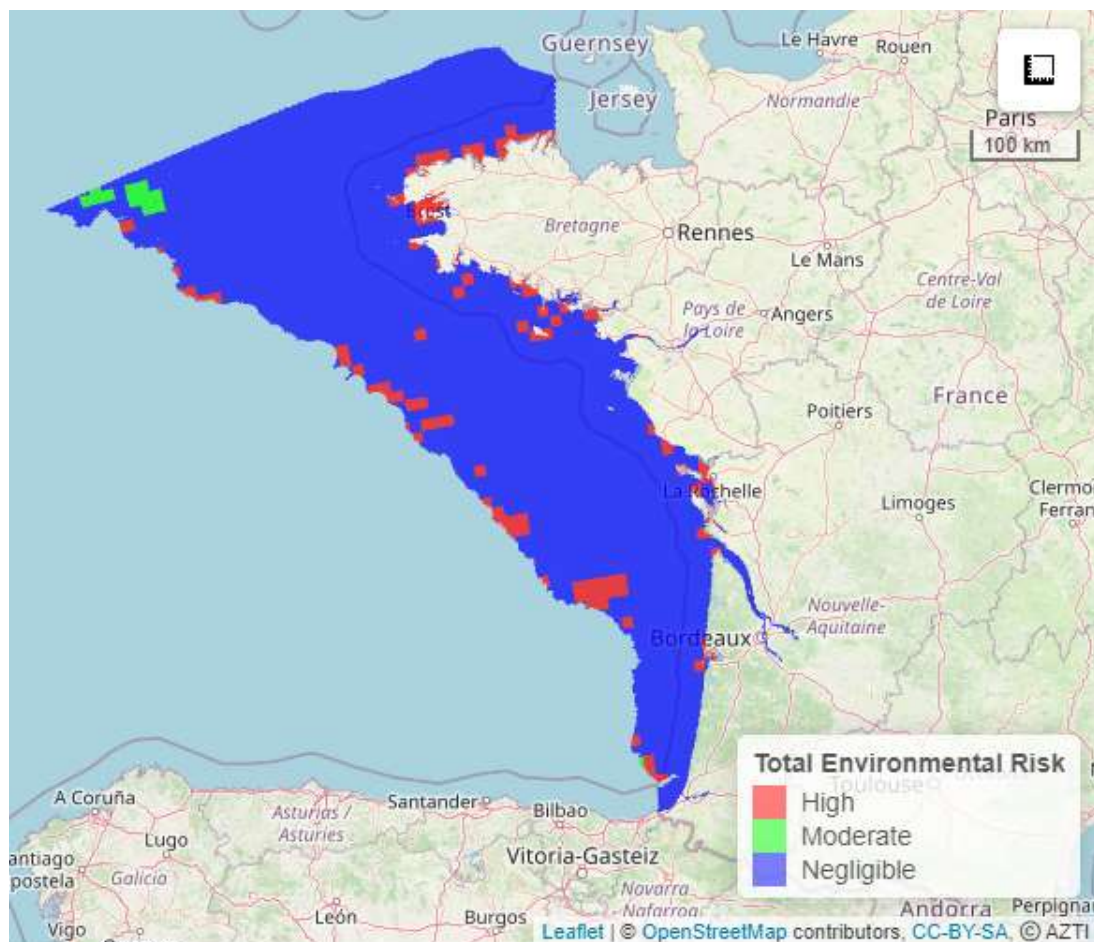 Guernsey
Le Havre
Rouen
Jersey
Normandie
Paris
100 km
Brest
Bretagne
Rennes
Le Mans
Centre-Val
de Loire
Pays de
la Loire
Angers
France
Poitiers
La Rochelle
Limoges
Clermo
Ferran
Nouvelle-
Aquitaine
Bordeaux
Total Environmental Risk
Toulouse
High
Moderate
Negligible
A Coruña
Santander
Bilbao
Asturias /
Asturies
Lugo
antiago
postela
Galicia
Vitoria-Gasteiz
Navarra
Nafarroa
León
Burgos
Vigo
Andorra
Perpignan
Leaflet | © OpenStreetMap contributors, CC-BY-SA, © AZTI